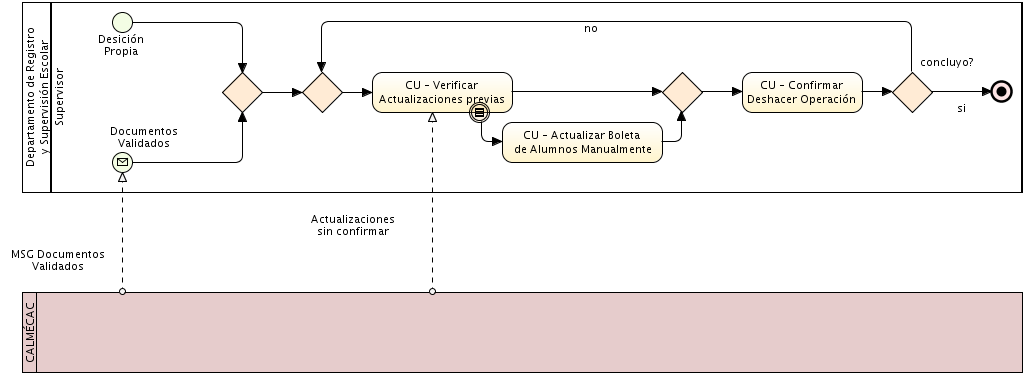 Departamento de Registro
y Supervisión Escolar
Supervisor
Desición
Propia
no
concluyo?
CU - Verificar
Actualizaciones previas
CU - Confirmar
Deshacer Operación
si
Documentos
Validados
CU - Actualizar Boleta
de Alumnos Manualmente
Actualizaciones
sin confirmar
MSG Documentos
Validados
CALMÉCAC